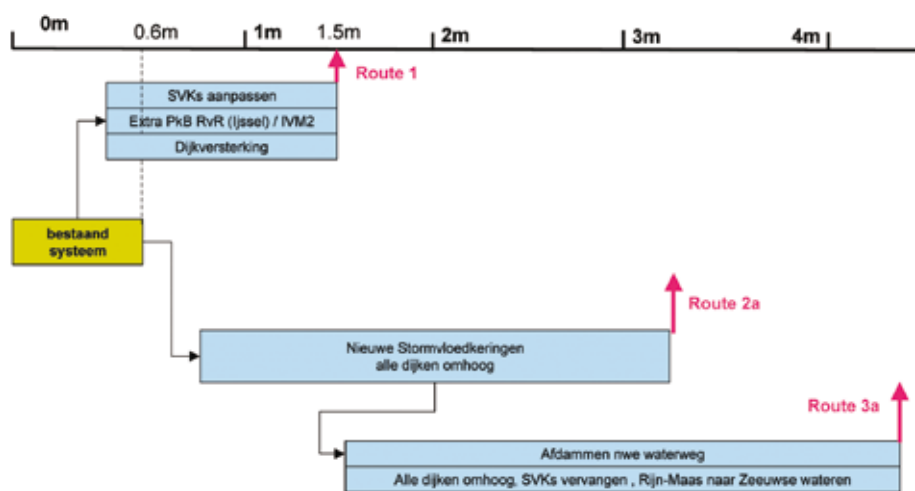 0m
0.6m
1m
1.5m
2m
3m
4m
Route 1
SVKs aanpassen
Extra PkB RvR (Ijssel) / IVM2
Dijkversterking
bestaand
systeem
Route 2a
Nieuwe Stormvloedkeringen
alle dijken omhoog
Route 3a
Afdammen nwe waterweg
Alle dijken omhoog, SVKs vervangen , Rijn-Maas naar Zeeuwse wateren